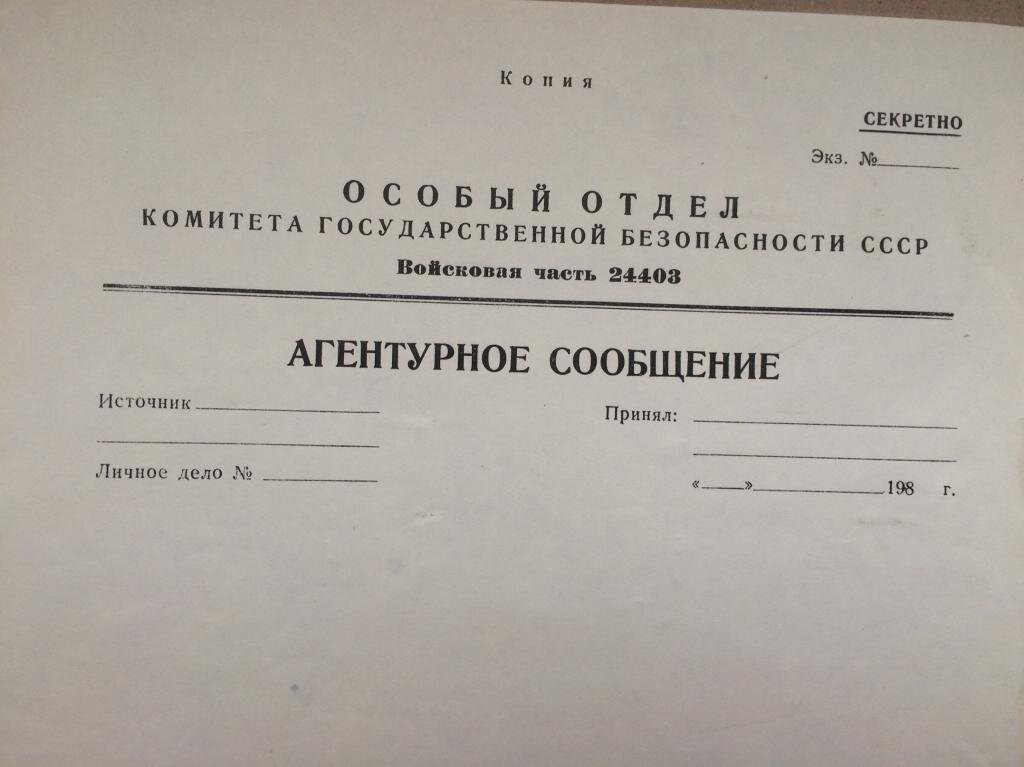 Копия
СЕКРЕТНО
Экз. №
ОСОБЫЙ ОТДЕЛ
КОМИТЕТА ГОСУДАРСТВЕННОЙ БЕЗОПАСНОСТИ СССР
Войсковая часть 24403
АГЕНТУРНОЕ СООБЩЕНИЕ
Источник
Принял:
Личное дело №
« » 198 г.